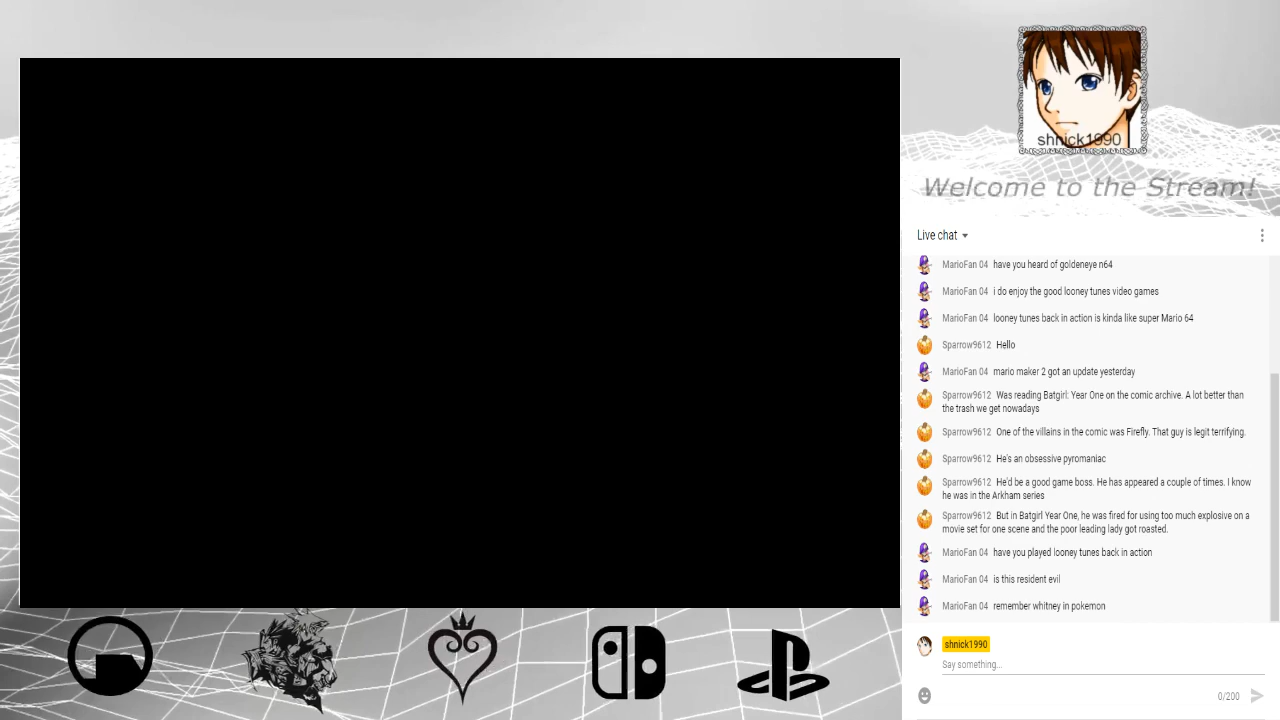 shnick1990
Welcome to the Stream!
Live chat
MarioFan 04 have you heard of goldeneye n64
MarioFan 04 i do enjoy the good looney tunes video games
MarioFan 04 looney tunes back in action is kinda like super Mario 64
Sparrow9612 Hello
MarioFan 04 mario maker 2 got an update yesterday
Sparrow9612 Was reading Batgirl: Year One on the comic archive. A lot better than
the trash we get nowadays
Sparrow9612 One of the villains in the comic was Firefly. That guy is legit terrifying.
Sparrow9612 He's an obsessive pyromaniac
Sparrow9612 He'd be a good game boss. He has appeared a couple of times. I know
he was in the Arkham series
Sparrow9612 But in Batgirl Year One, he was fired for using too much explosive on a
movie set for one scene and the poor leading lady got roasted.
MarioFan 04 have you played looney tunes back in action
MarioFan 04 is this resident evil
MarioFan 04 remember whitney in pokemon
shnick1990
Say something...
0/200